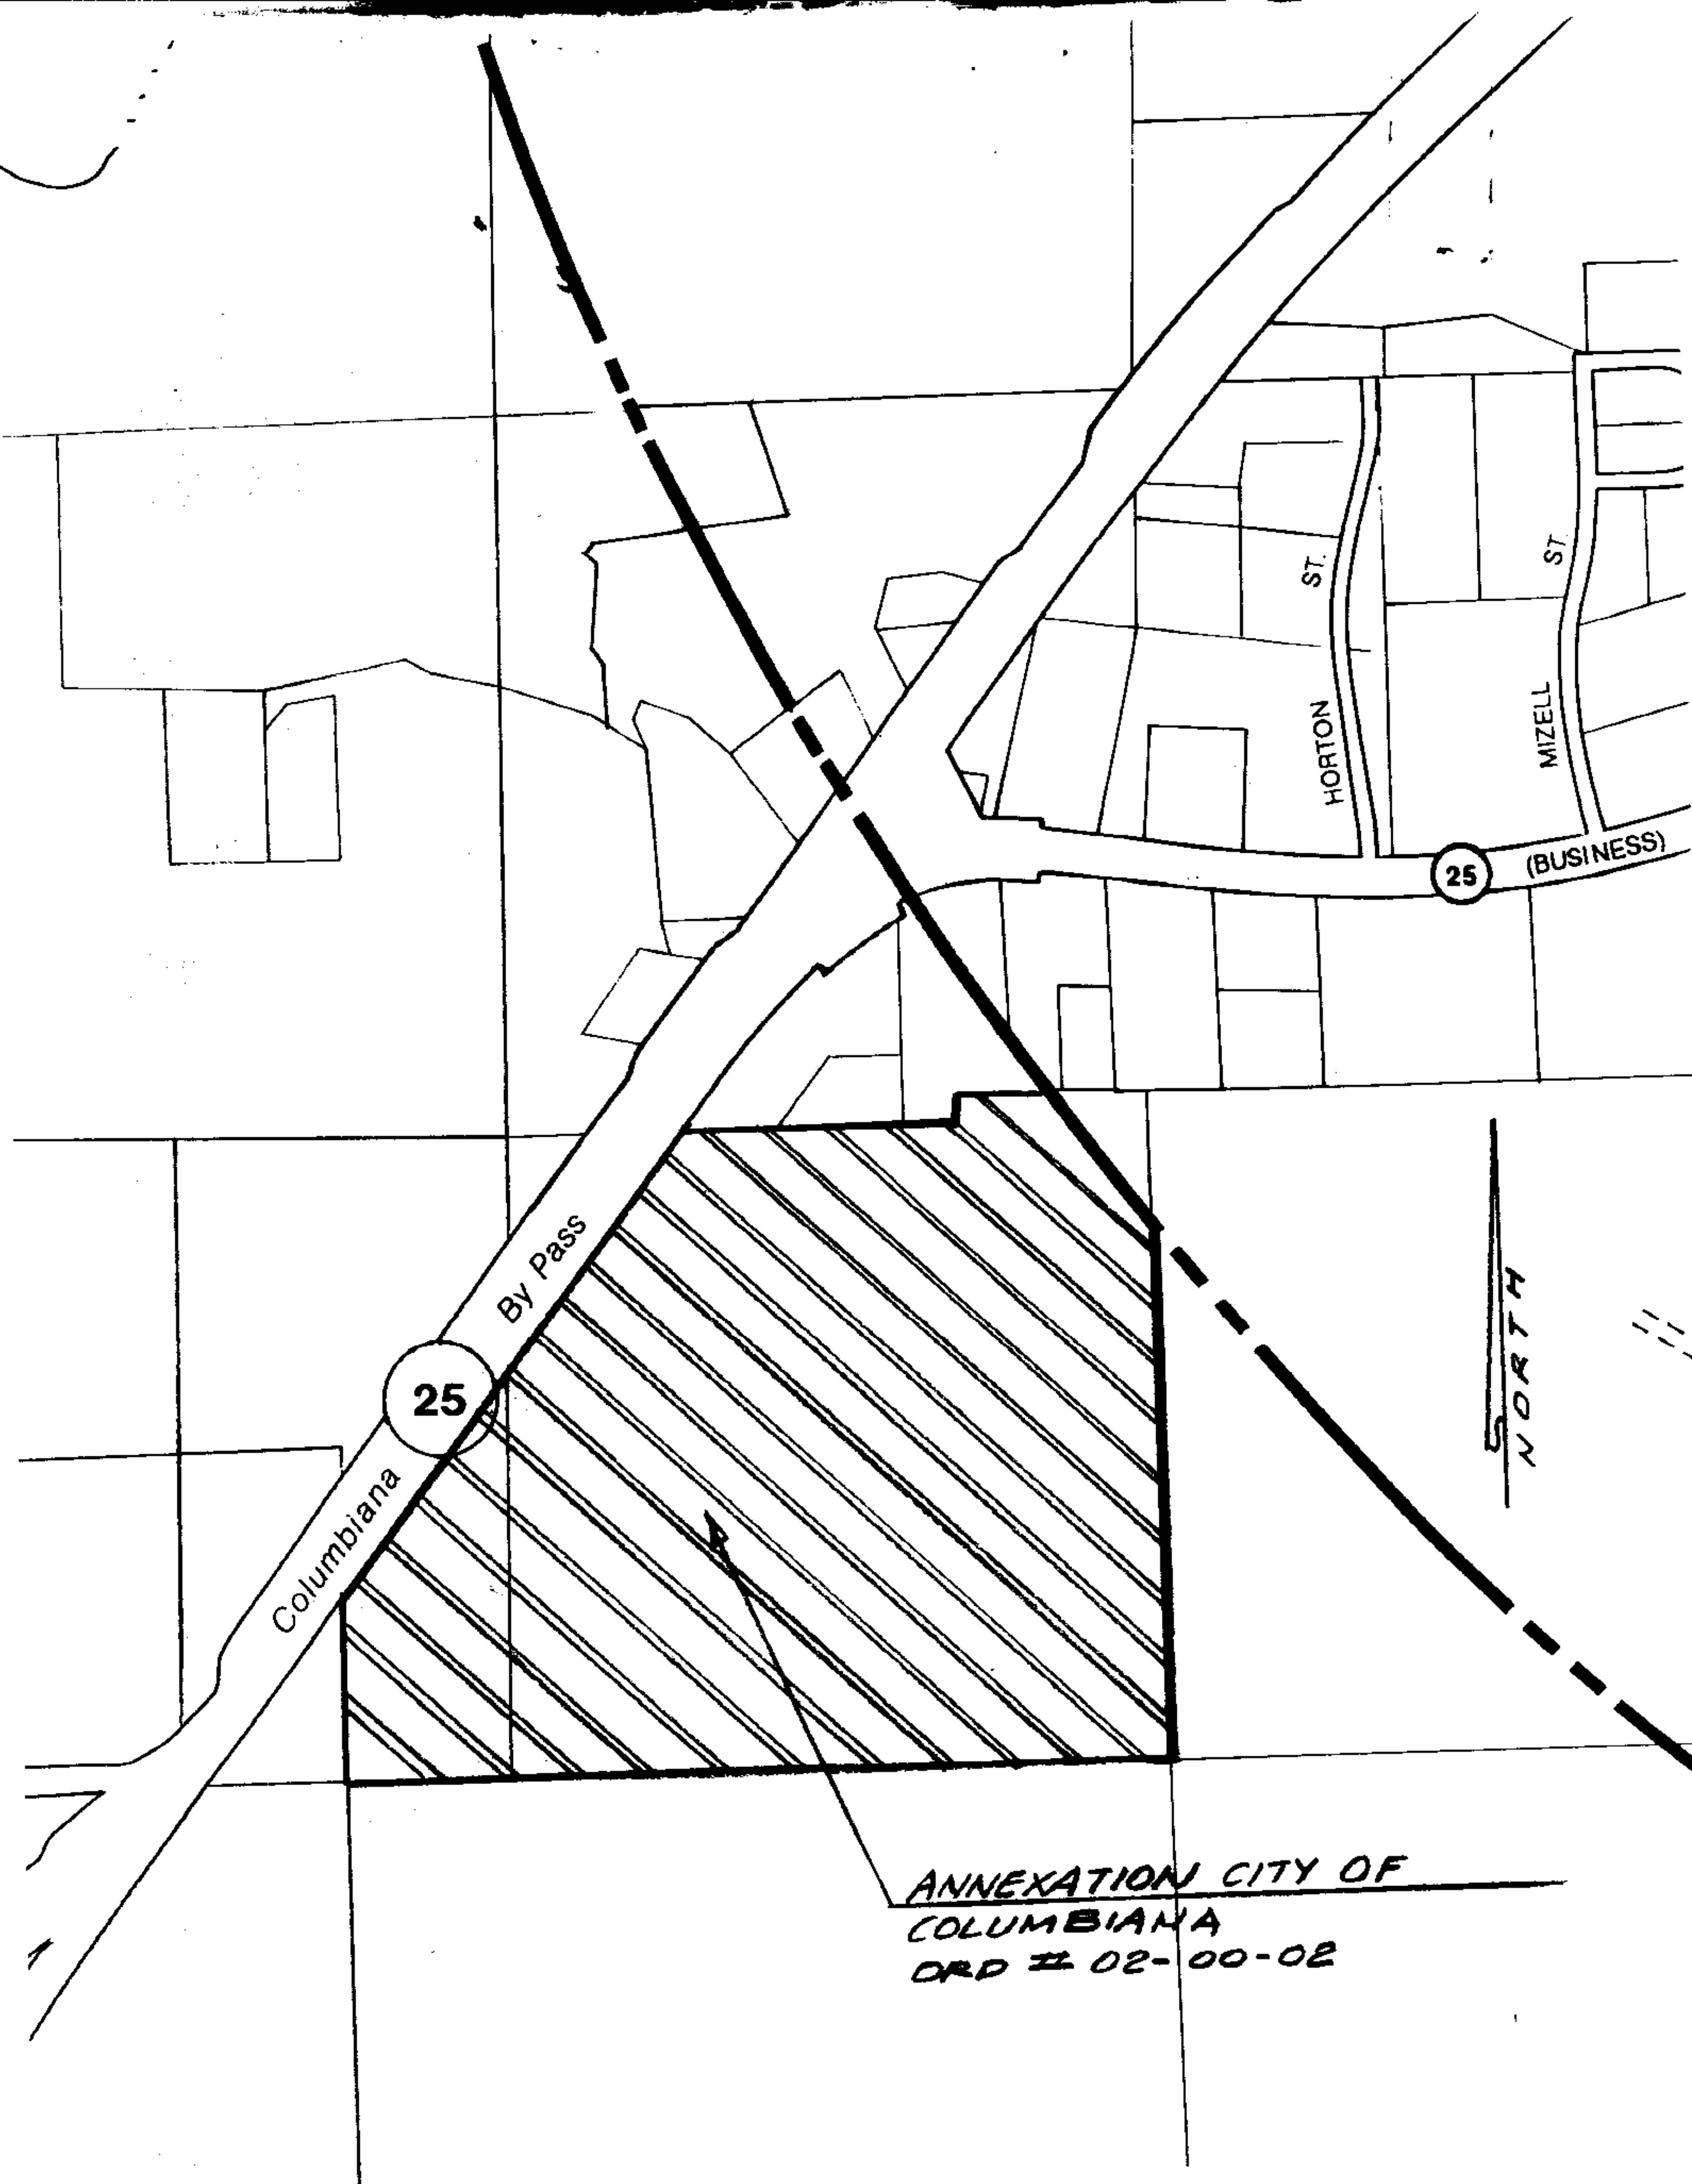 ST.
ST.
HORTON
MIZELL
25
(BUSINESS)
By Pass
25
Columbiana
NORTH
ANNEXATION CITY OF
COLUMBIANA
ORD # 02-00-02